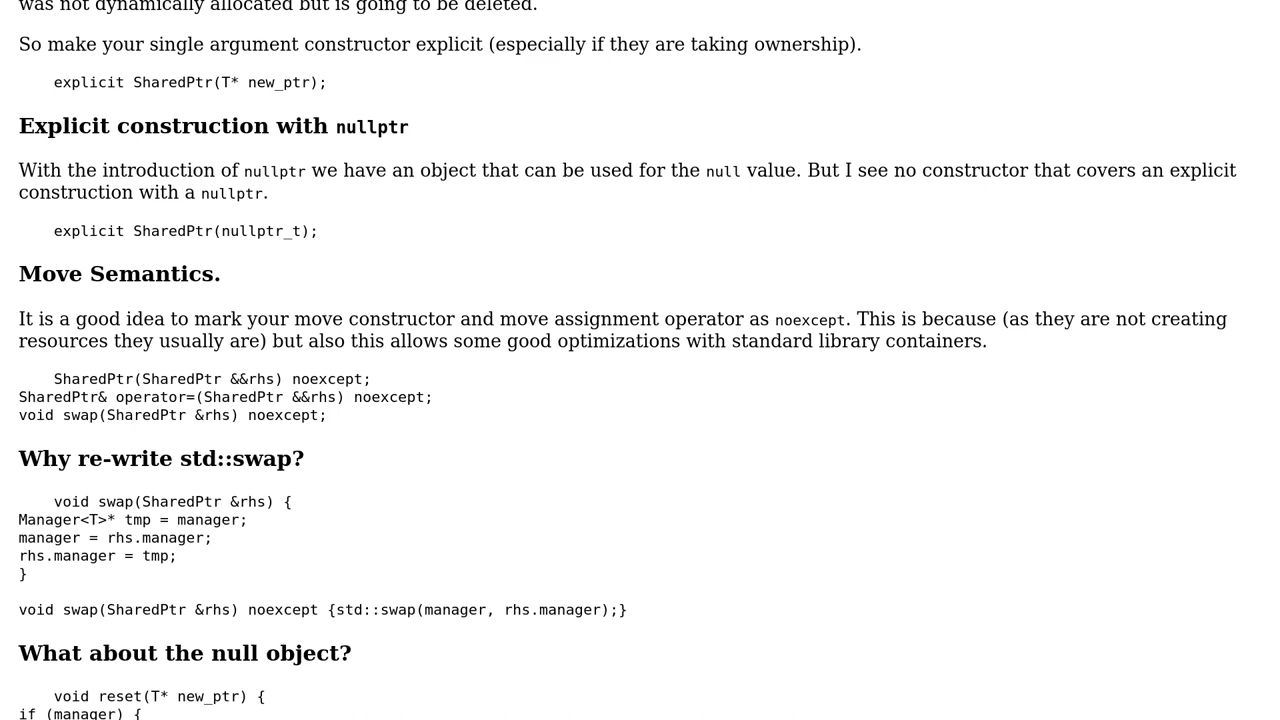 was not dynamically allocated but is going to be deleted.
So make your single argument constructor explicit (especially if they are taking ownership).
explicit SharedPtr(T* new_ptr);
Explicit construction with nullptr
With the introduction of nullptr we have an object that can be used for the null value. But I see no constructor that covers an explicit
construction with a nullptr.
explicit SharedPtr(nullptr_t);
Move Semantics.
It is a good idea to mark your move constructor and move assignment operator as noexcept. This is because (as they are not creating
resources they usually are) but also this allows some good optimizations with standard library containers.
SharedPtr(SharedPtr &&rhs) noexcept;
SharedPtr& operator=(SharedPtr &&rhs) noexcept;
void swap(SharedPtr &rhs) noexcept;
Why re-write std::swap?
void swap(SharedPtr &rhs) {
Manager<T>* tmp = manager;
manager = rhs.manager;
rhs.manager = tmp;
}
void swap(SharedPtr &rhs) noexcept {std::swap(manager, rhs.manager);}
What about the null object?
void reset(T* new_ptr) {
if (manager) {